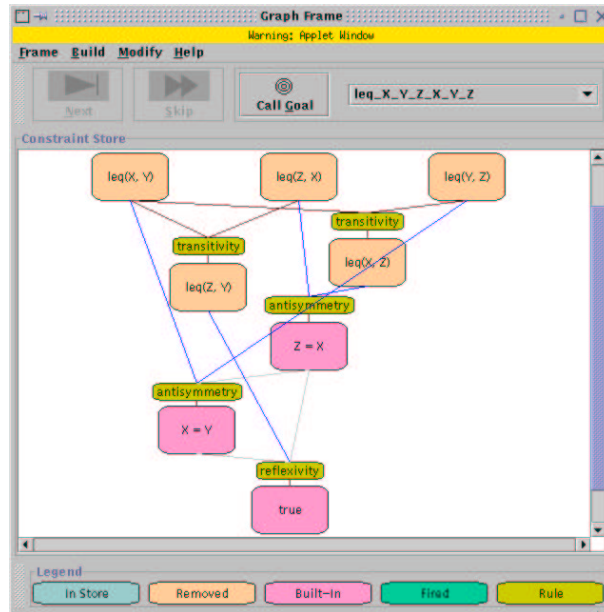 Graph Frame
Warning: Applet Window
Frame Build Modify Help
Next Skip Call Goal leq_X_Y_Z_X_Y_Z
Constraint Store
leq(X, Y) leq(Z, X) leq(Y, Z)
transitivity
transitivity
leq(X, Z)
leq(Z, Y)
antisymmetry
Z = X
antisymmetry
X = Y
reflexivity
true
Legend
In Store Removed Built-In Fired Rule